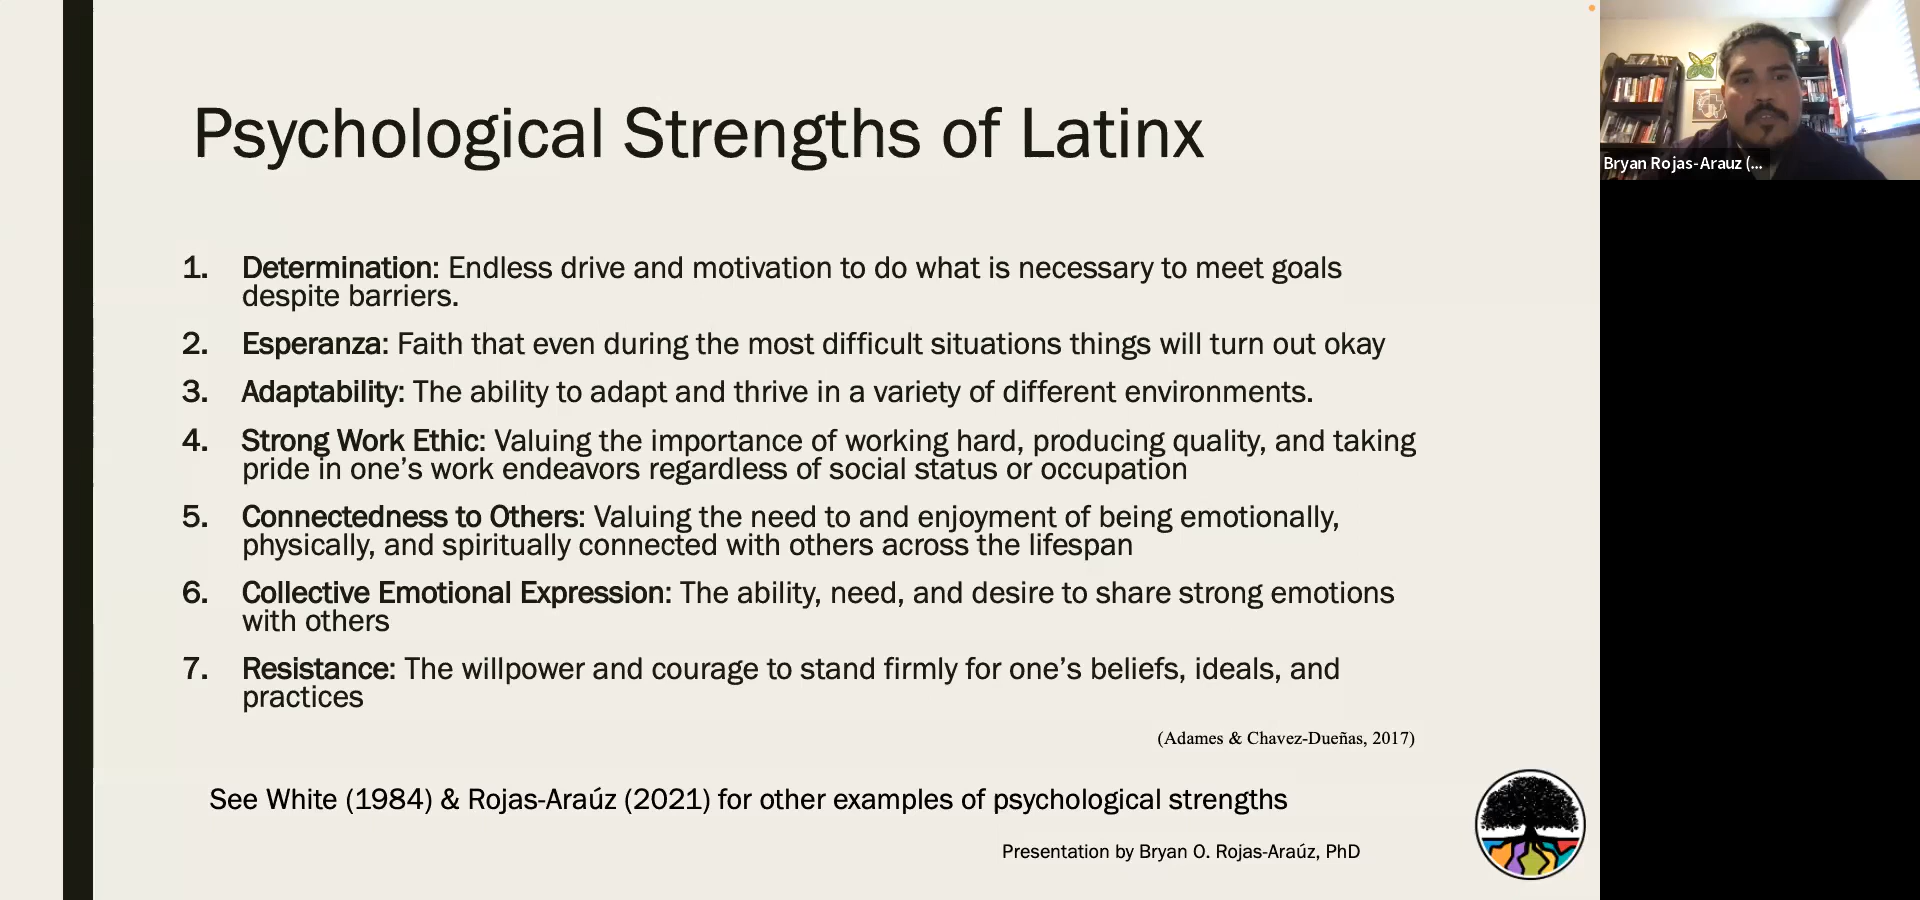 Psychological Strengths of Latinx
1. Determination: Endless drive and motivation to do what is necessary to meet goals
despite barriers.
2. Esperanza: Faith that even during the most difficult situations things will turn out okay
3. Adaptability: The ability to adapt and thrive in a variety of different environments.
4. Strong Work Ethic: Valuing the importance of working hard, producing quality, and taking
pride in one’s work endeavors regardless of social status or occupation
5. Connectedness to Others: Valuing the need to and enjoyment of being emotionally,
physically, and spiritually connected with others across the lifespan
6. Collective Emotional Expression: The ability, need, and desire to share strong emotions
with others
7. Resistance: The willpower and courage to stand firmly for one’s beliefs, ideals, and
practices
(Adames & Chavez-Dueñas, 2017)
See White (1984) & Rojas-Araúz (2021) for other examples of psychological strengths
Presentation by Bryan O. Rojas-Araúz, PhD
Bryan Rojas-Arauz (...